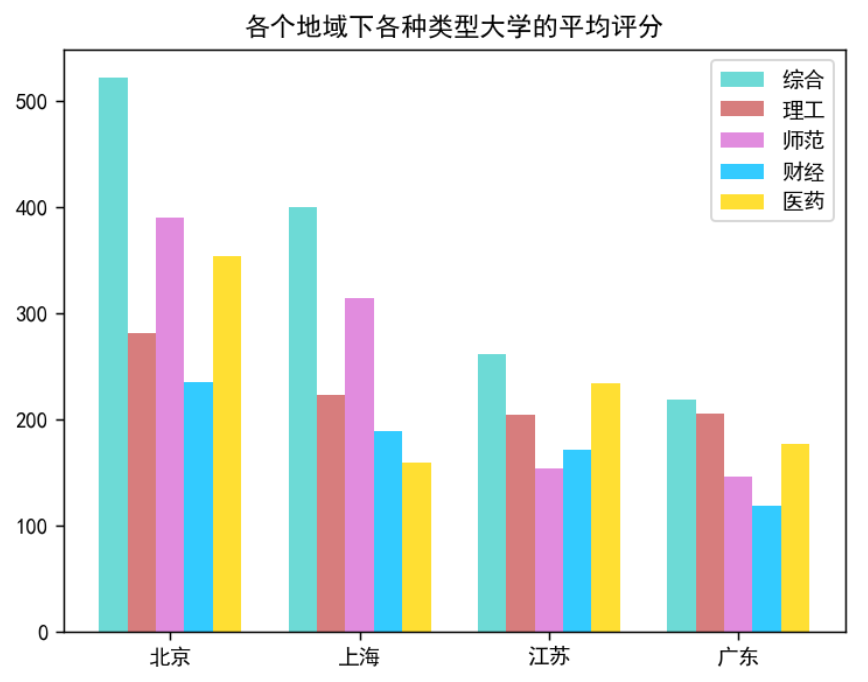 各个地域下各种类型大学的平均评分
综合
理工
师范
财经
医药
500
400
300
200
100
0
北京 上海 江苏 广东